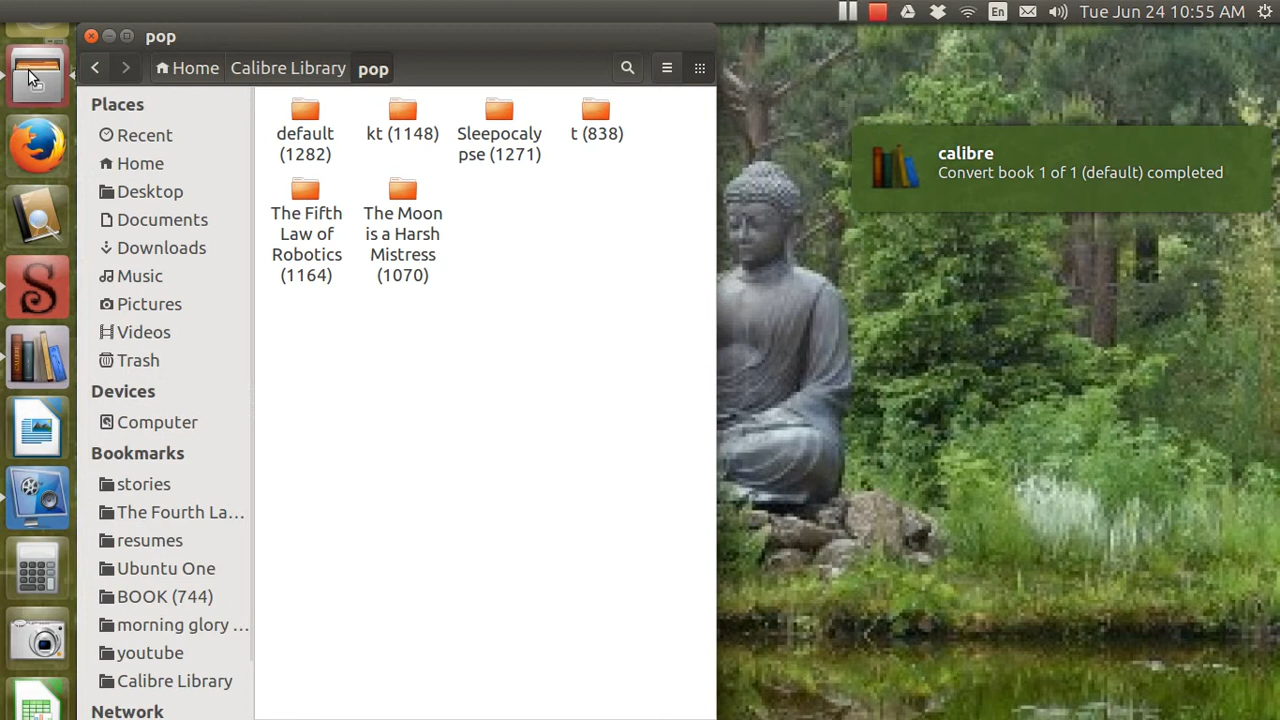 En
Tue Jun 24 10:55 AM
pop
Home
Calibre Library
pop
Places
Recent
Home
Desktop
Documents
Downloads
Music
Pictures
Videos
Trash
Devices
Computer
Bookmarks
stories
The Fourth La...
resumes
Ubuntu One
BOOK (744)
morning glory ...
youtube
Calibre Library
Network
default
(1282)
kt (1148)
Sleepocaly
pse (1271)
t (838)
The Fifth
Law of
Robotics
(1164)
The Moon
is a Harsh
Mistress
(1070)
calibre
Convert book 1 of 1 (default) completed
S